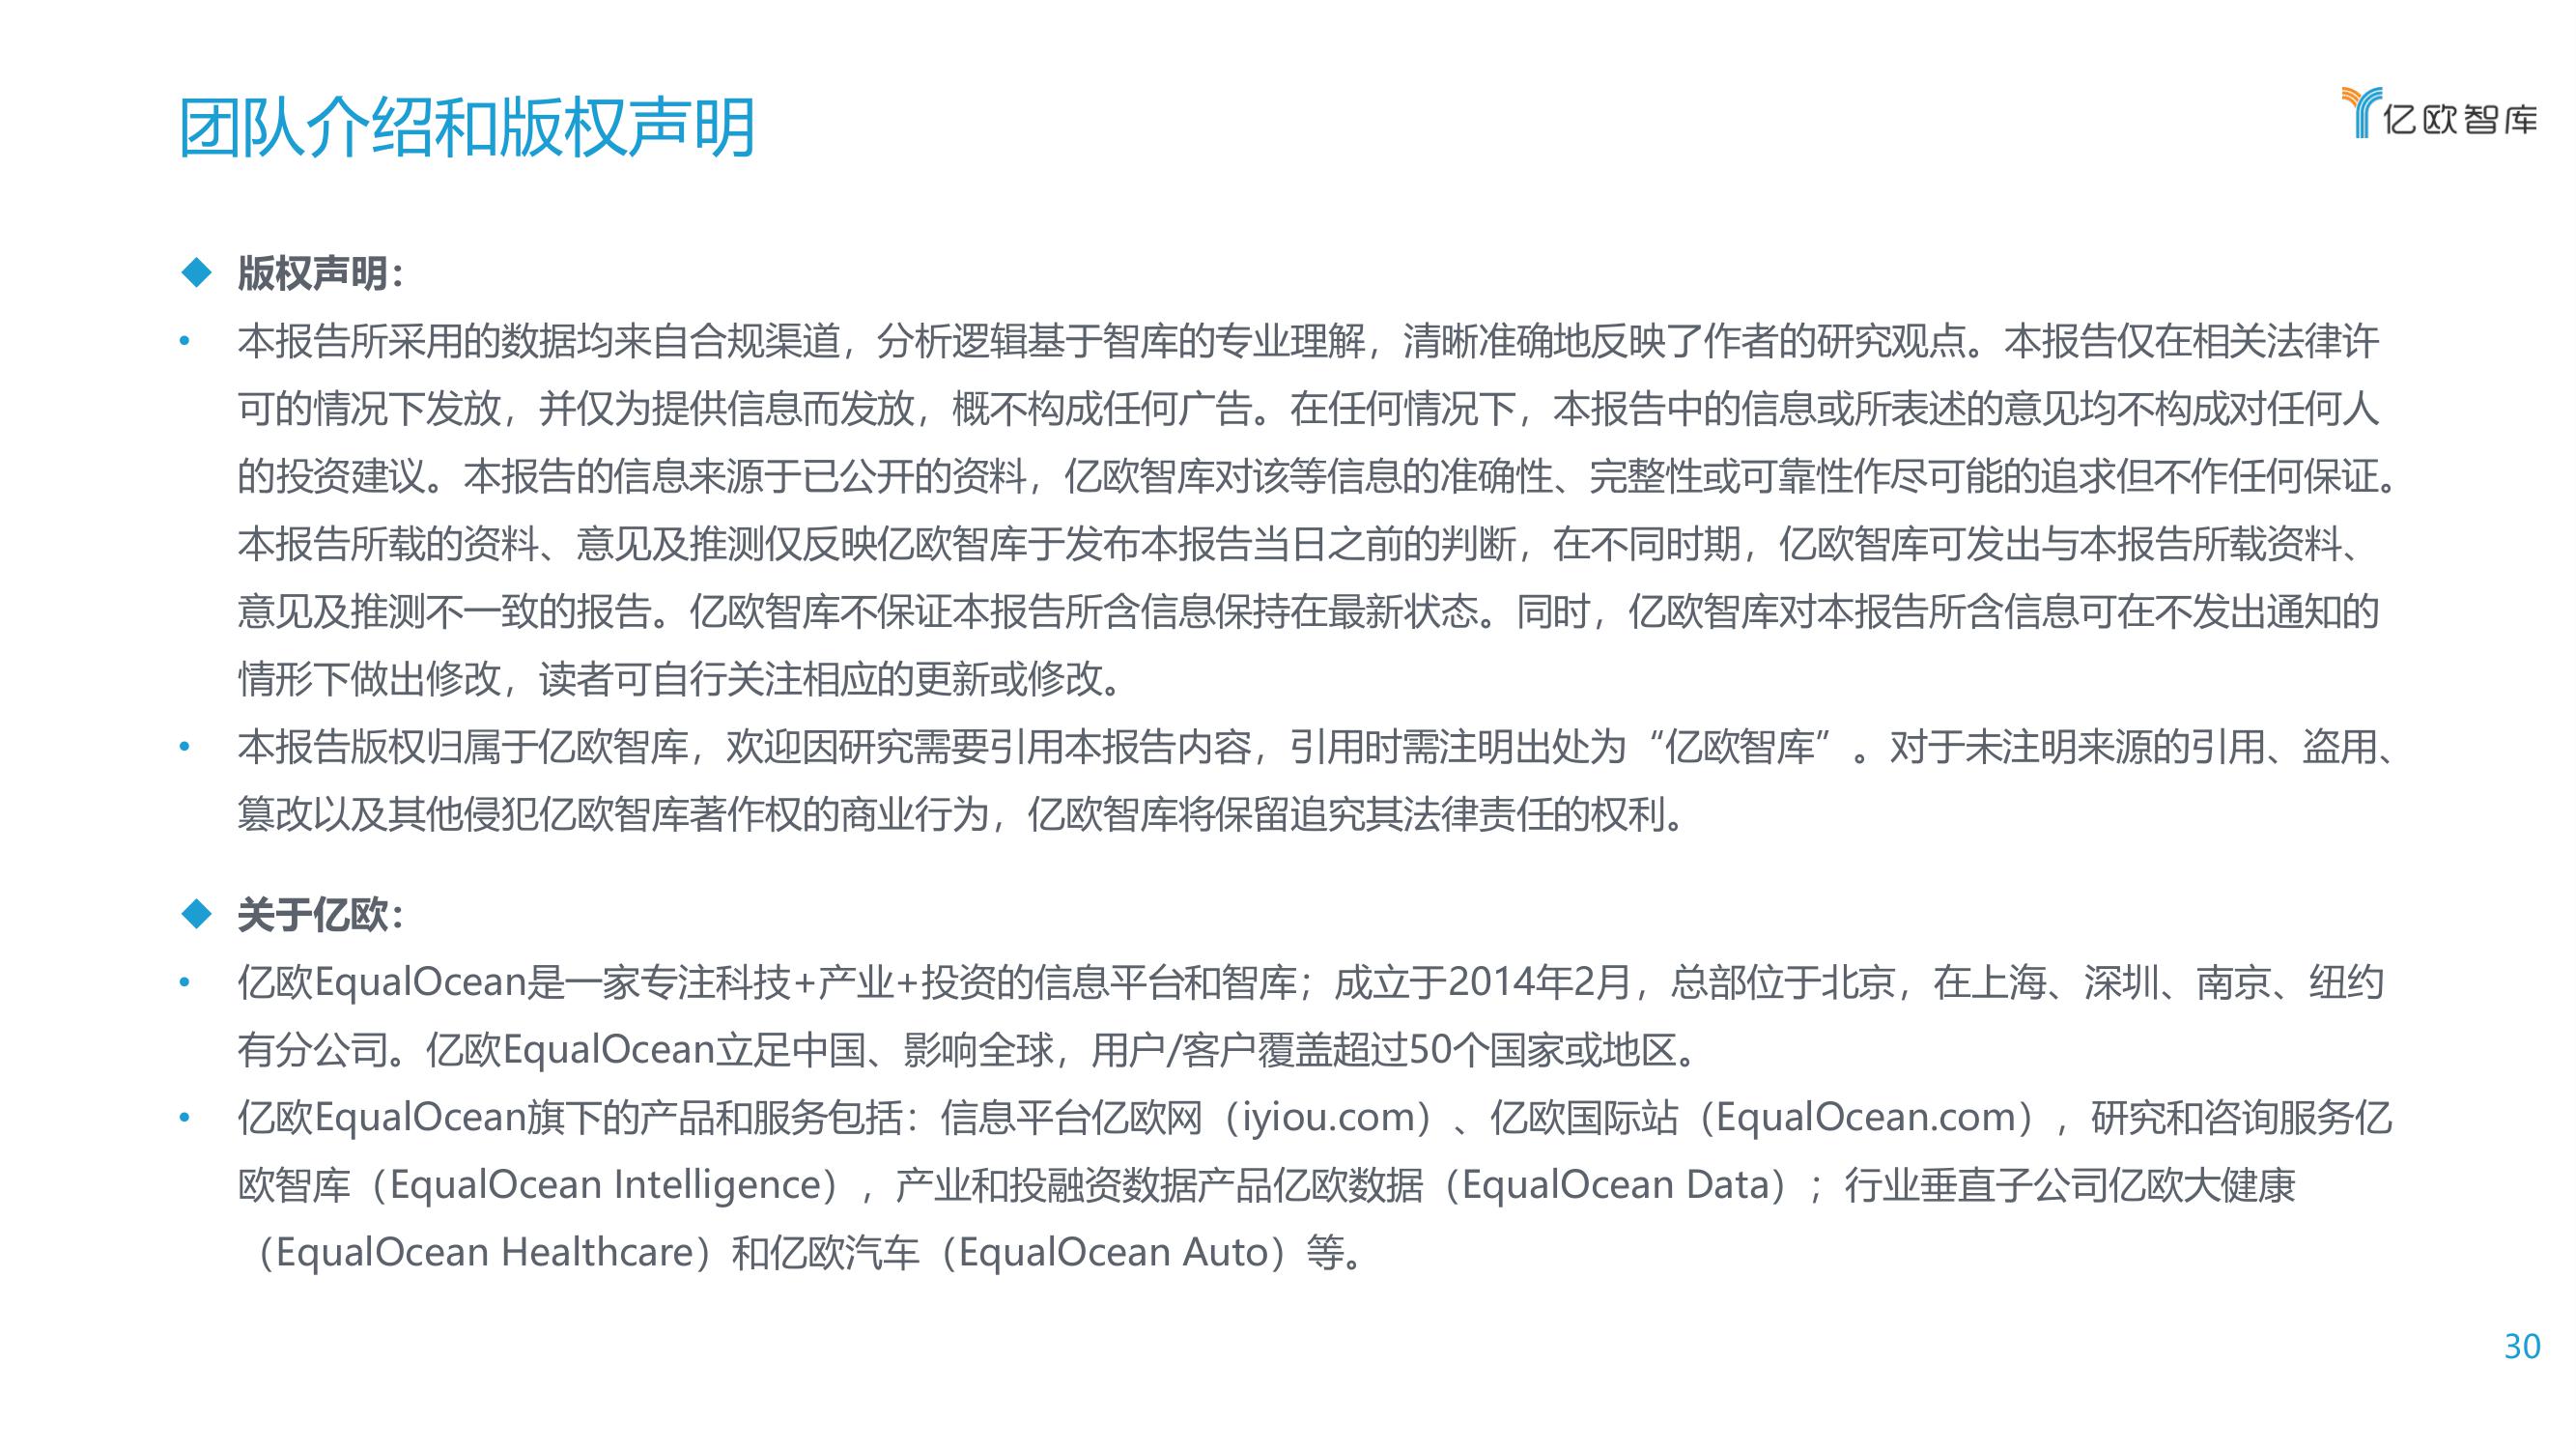 团队介绍和版权声明
亿欧智库
◆ 版权声明：
• 本报告所采用的数据均来自合规渠道，分析逻辑基于智库的专业理解，清晰准确地反映了作者的研究观点。本报告仅在相关法律许
可的情况下发放，并仅为提供信息而发放，概不构成任何广告。在任何情况下，本报告中的信息或所表述的意见均不构成对任何人
的投资建议。本报告的信息来源于已公开的资料，亿欧智库对该等信息的准确性、完整性或可靠性作尽可能的追求但不作任何保证。
本报告所载的资料、意见及推测仅反映亿欧智库于发布本报告当日之前的判断，在不同时期，亿欧智库可发出与本报告所载资料、
意见及推测不一致的报告。亿欧智库不保证本报告所含信息保持在最新状态。同时，亿欧智库对本报告所含信息可在不发出通知的
情形下做出修改，读者可自行关注相应的更新或修改。
• 本报告版权归属于亿欧智库，欢迎因研究需要引用本报告内容，引用时需注明出处为“亿欧智库”。对于未注明来源的引用、盗用、
篡改以及其他侵犯亿欧智库著作权的商业行为，亿欧智库将保留追究其法律责任的权利。
◆ 关于亿欧：
• 亿欧EqualOcean是一家专注科技+产业+投资的信息平台和智库；成立于2014年2月，总部位于北京，在上海、深圳、南京、纽约
有分公司。亿欧EqualOcean立足中国、影响全球，用户/客户覆盖超过50个国家或地区。
• 亿欧EqualOcean旗下的产品和服务包括：信息平台亿欧网（iyiou.com）、亿欧国际站（EqualOcean.com），研究和咨询服务亿
欧智库（EqualOcean Intelligence），产业和投融资数据产品亿欧数据（EqualOcean Data）；行业垂直子公司亿欧大健康
（EqualOcean Healthcare）和亿欧汽车（EqualOcean Auto）等。
30